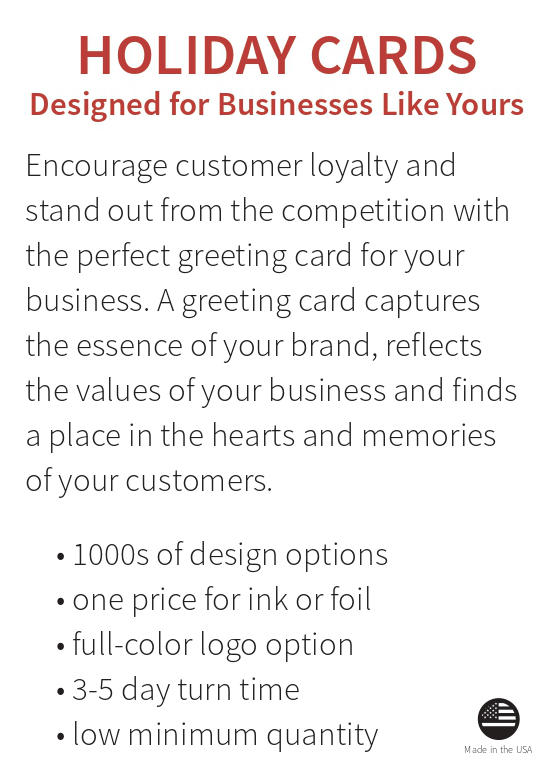 HOLIDAY CARDS
Designed for Businesses Like Yours
Encourage customer loyalty and
stand out from the competition with
the perfect greeting card for your
business. A greeting card captures
the essence of your brand, reflects
the values of your business and finds
a place in the hearts and memories
of your customers.
• 1000s of design options
• one price for ink or foil
• full-color logo option
• 3-5 day turn time
• low minimum quantity
Made in the USA